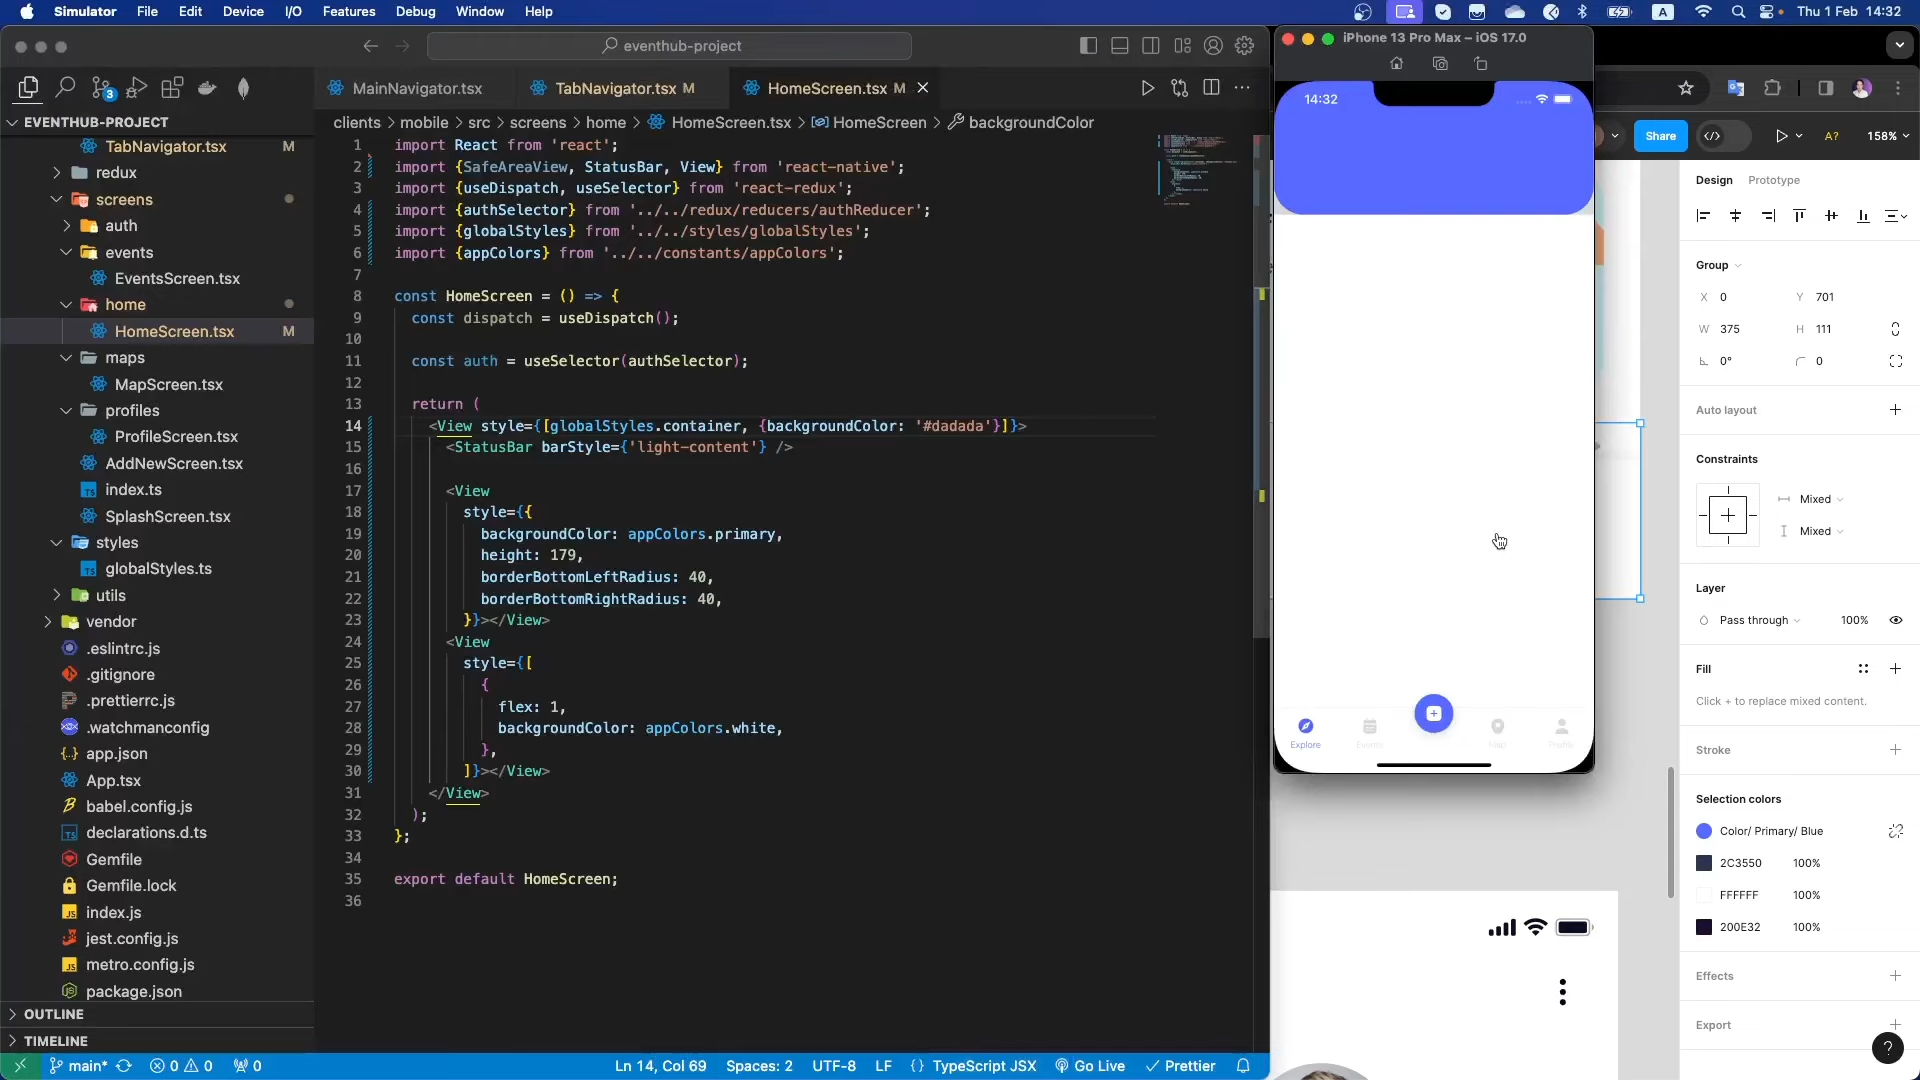 Simulator File Edit Device I/O Features Debug Window Help
A Thu 1 Feb 14:32
eventhub-project
iPhone 13 Pro Max – iOS 17.0
3
MainNavigator.tsx
TabNavigator.tsx M
HomeScreen.tsx M
14:32
EVENTHUB-PROJECT
clients > mobile > src > screens > home > HomeScreen.tsx > HomeScreen > backgroundColor
Share
A?
158%
TabNavigator.tsx M
redux
screens
auth
events
EventsScreen.tsx
home
HomeScreen.tsx M
maps
MapScreen.tsx
profiles
ProfileScreen.tsx
AddNewScreen.tsx
index.ts
SplashScreen.tsx
styles
globalStyles.ts
utils
vendor
.eslintrc.js
.gitignore
.prettierrc.js
.watchmanconfig
app.json
App.tsx
babel.config.js
declarations.d.ts
Gemfile
Gemfile.lock
index.js
jest.config.js
metro.config.js
package.json
OUTLINE
TIMELINE
1 import React from 'react';
2 import {SafeAreaView, StatusBar, View} from 'react-native';
3 import {useDispatch, useSelector} from 'react-redux';
4 import {authSelector} from '../../redux/reducers/authReducer';
5 import {globalStyles} from '../../styles/globalStyles';
6 import {appColors} from '../../constants/appColors';
7
8 const HomeScreen = () => {
9 const dispatch = useDispatch();
10
11 const auth = useSelector(authSelector);
12
13 return (
14 <View style={[globalStyles.container, {backgroundColor: '#dadada'}]}>
15 <StatusBar barStyle={'light-content'} />
16
17 <View
18 style={{
19 backgroundColor: appColors.primary,
20 height: 179,
21 borderBottomLeftRadius: 40,
22 borderBottomRightRadius: 40,
23 }}></View>
24 <View
25 style={[
26 {
27 flex: 1,
28 backgroundColor: appColors.white,
29 },
30 ]}></View>
31 </View>
32 );
33 };
34
35 export default HomeScreen;
36
Explore
Events
Map
Profile
Design Prototype
Group
X 0 Y 701
W 375 H 111
0° 0
Auto layout
Constraints
Mixed
Mixed
Layer
Pass through 100%
Fill
Click + to replace mixed content.
Stroke
Selection colors
Color/ Primary/ Blue
2C3550 100%
FFFFFF 100%
200E32 100%
Effects
Export
?
main* 0 0 0
Ln 14, Col 69 Spaces: 2 UTF-8 LF {} TypeScript JSX Go Live Prettier